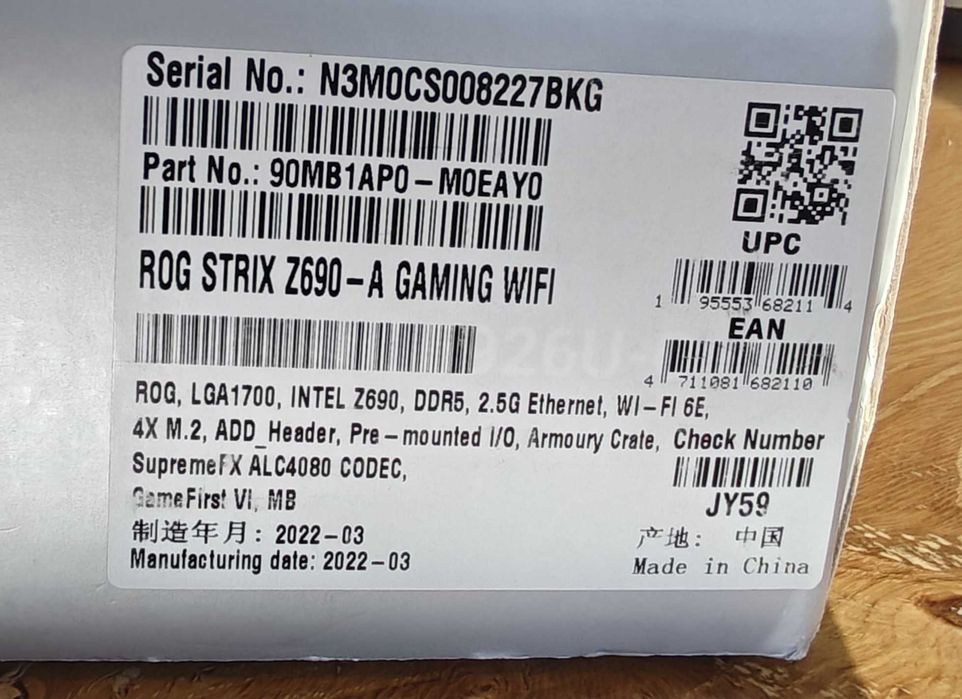 Serial No.: N3M0CS008227BKG
Part No.: 90MB1AP0-M0EAY0
UPC
ROG STRIX Z690-A GAMING WIFI
1 95553 68211 4
EAN
4 711081 682110
ROG, LGA1700, INTEL Z690, DDR5, 2.5G Ethernet, WI-FI 6E,
4X M.2, ADD_Header, Pre-mounted I/O, Armoury Crate,
SupremeFX ALC4080 CODEC,
GameFirst VI, MB
Check Number
JY59
制造年月: 2022-03
Manufacturing date: 2022-03
产地: 中国
Made in China